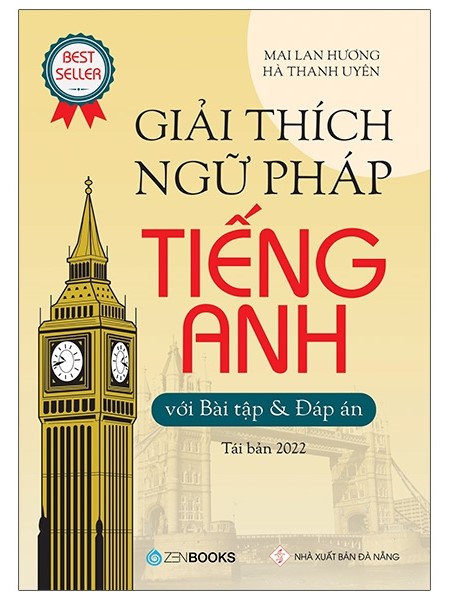 BEST
SELLER
MAI LAN HƯƠNG
HÀ THANH UYÊN
GIẢI THÍCH
NGỮ PHÁP
TIẾNG
ANH
với Bài tập & Đáp án
Tái bản 2022
ZENBOOKS
NHÀ XUẤT BẢN ĐÀ NẴNG